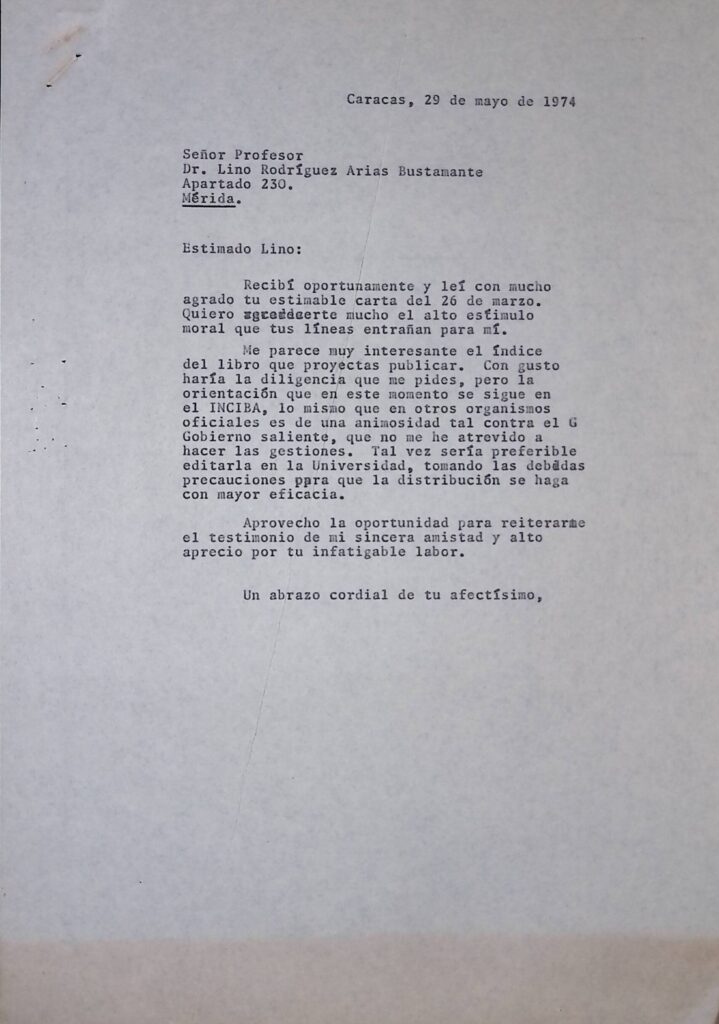 Caracas, 29 de mayo de 1974
Señor Profesor
Dr. Lino Rodríguez Arias Bustamante
Apartado 230.
Mérida.
Estimado Lino:
Recibí oportunamente y leí con mucho
agrado tu estimable carta del 26 de marzo.
Quiero agradecerte mucho el alto estímulo
moral que tus líneas entrañan para mí.
Me parece muy interesante el índice
del libro que proyectas publicar. Con gusto
haría la diligencia que me pides, pero la
orientación que en este momento se sigue en
el INCIBA, lo mismo que en otros organismos
oficiales es de una animosidad tal contra el G
Gobierno saliente, que no me he atrevido a
hacer las gestiones. Tal vez sería preferible
editarla en la Universidad, tomando las debidas
precauciones para que la distribución se haga
con mayor eficacia.
Aprovecho la oportunidad para reiterarme
el testimonio de mi sincera amistad y alto
aprecio por tu infatigable labor.
Un abrazo cordial de tu afectísimo,